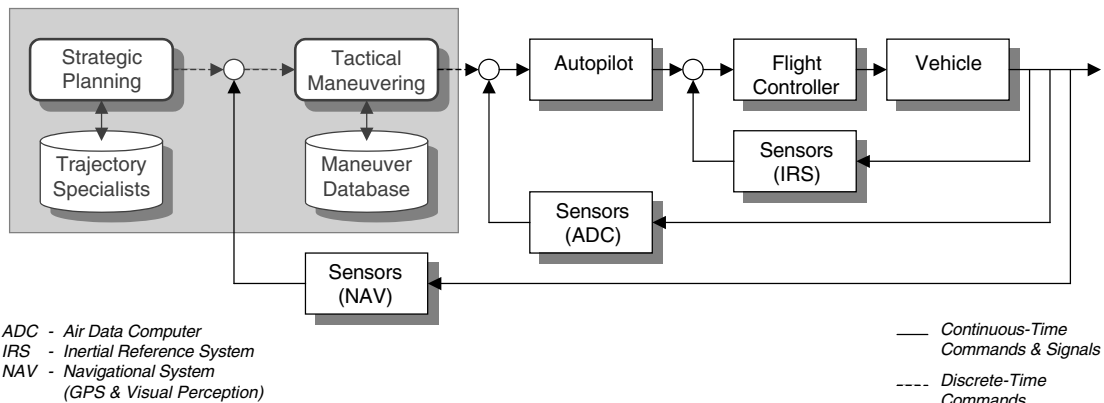 Strategic
Planning
Tactical
Maneuvering
Autopilot
Flight
Controller
Vehicle
Trajectory
Specialists
Maneuver
Database
Sensors
(IRS)
Sensors
(ADC)
Sensors
(NAV)
ADC - Air Data Computer
IRS - Inertial Reference System
NAV - Navigational System
(GPS & Visual Perception)
Continuous-Time
Commands & Signals
Discrete-Time
Commands